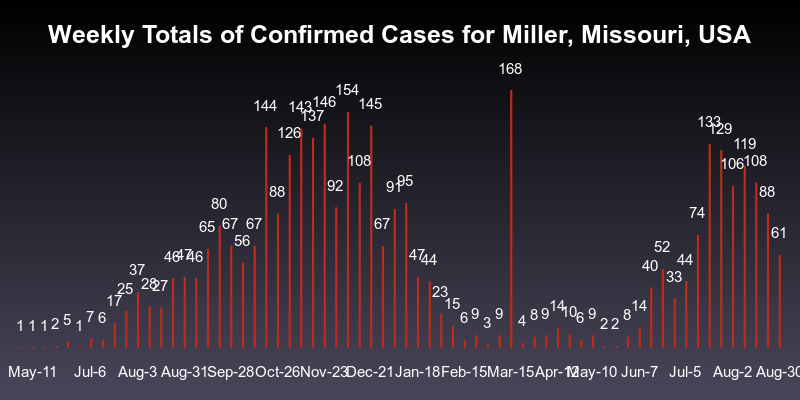 Weekly Totals of Confirmed Cases for Miller, Missouri, USA
1 1 1 2 5 1 7 6 17 25 37 28 27 46 47 46 65 80 67 56 67 144 88 126 143 137 146 92 154 108 145 67 91 95 47 44 23 15 6 9 3 9 168 4 8 9 14 10 6 9 2 2 8 14 40 52 33 44 74 133 129 106 119 108 88 61
May-11 Jul-6 Aug-3 Aug-31 Sep-28 Oct-26 Nov-23 Dec-21 Jan-18 Feb-15 Mar-15 Apr-12 May-10 Jun-7 Jul-5 Aug-2 Aug-30